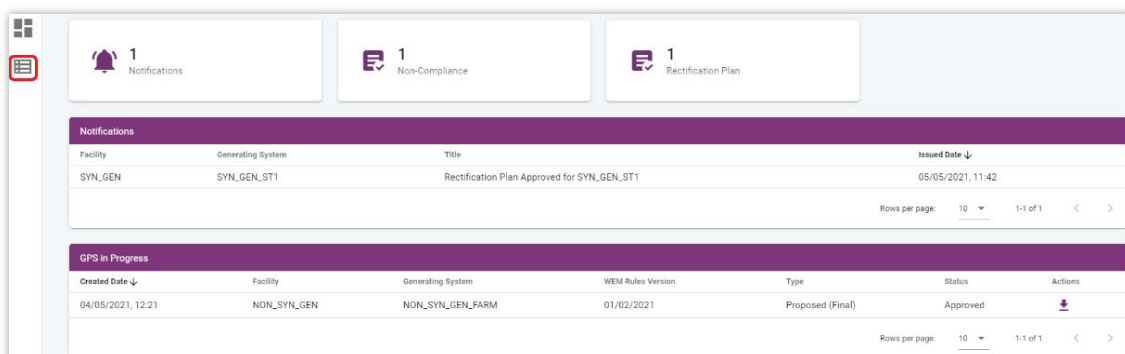 1
Notifications
1
Non-Compliance
1
Rectification Plan
Notifications
Facility Generating System Title Issued Date
SYN_GEN SYN_GEN_ST1 Rectification Plan Approved for SYN_GEN_ST1 05/05/2021, 11:42
Rows per page: 10 1-1 of 1
GPS in Progress
Created Date Facility Generating System WEM Rules Version Type Status Actions
04/05/2021, 12:21 NON_SYN_GEN NON_SYN_GEN_FARM 01/02/2021 Proposed (Final) Approved
Rows per page: 10 1-1 of 1